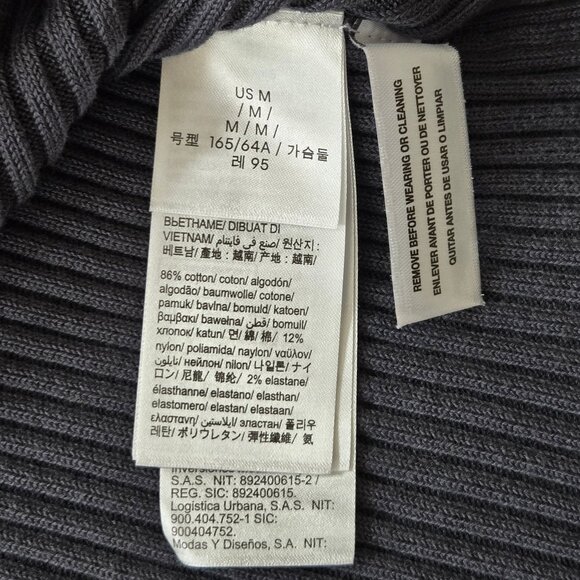 US M
/ M /
M / M /
号型 165/64A / 가슴둘
레 95
ВЬЕТНАМЕ/ DIBUAT DI
VIETNAM/ صنع في فايتنام/ 원산지 :
베트남/ 產地 : 越南/ 产地 : 越南/
86% cotton/ coton/ algodón/
algodão/ baumwolle/ cotone/
pamuk/ bavlna/ bomuld/ katoen/
βαμβακι/ bawełna/ قطن/ bomull/
хлопок/ katun/ 면/ 綿/ 棉/ 12%
nylon/ poliamida/ naylon/ ναϋλον/
نايلون/ нейлон/ nilon/ 나일론/ ナイ
ロン/ 尼龍/ 锦纶/ 2% elastane/
élasthanne/ elastano/ elasthan/
elastomero/ elastan/ elastaan/
ελαστανη/ ايلاستين/ эластан/ 폴리우
레탄/ ポリウレタン/ 彈性纖維/ 氨
S.A.S. NIT: 892400615-2 /
REG. SIC: 892400615.
Logística Urbana, S.A.S. NIT:
900.404.752-1 SIC:
900404752.
Modas Y Diseños, S.A. NIT:
REMOVE BEFORE WEARING OR CLEANING
ENLEVER AVANT DE PORTER OU DE NETTOYER
QUITAR ANTES DE USAR O LIMPIAR